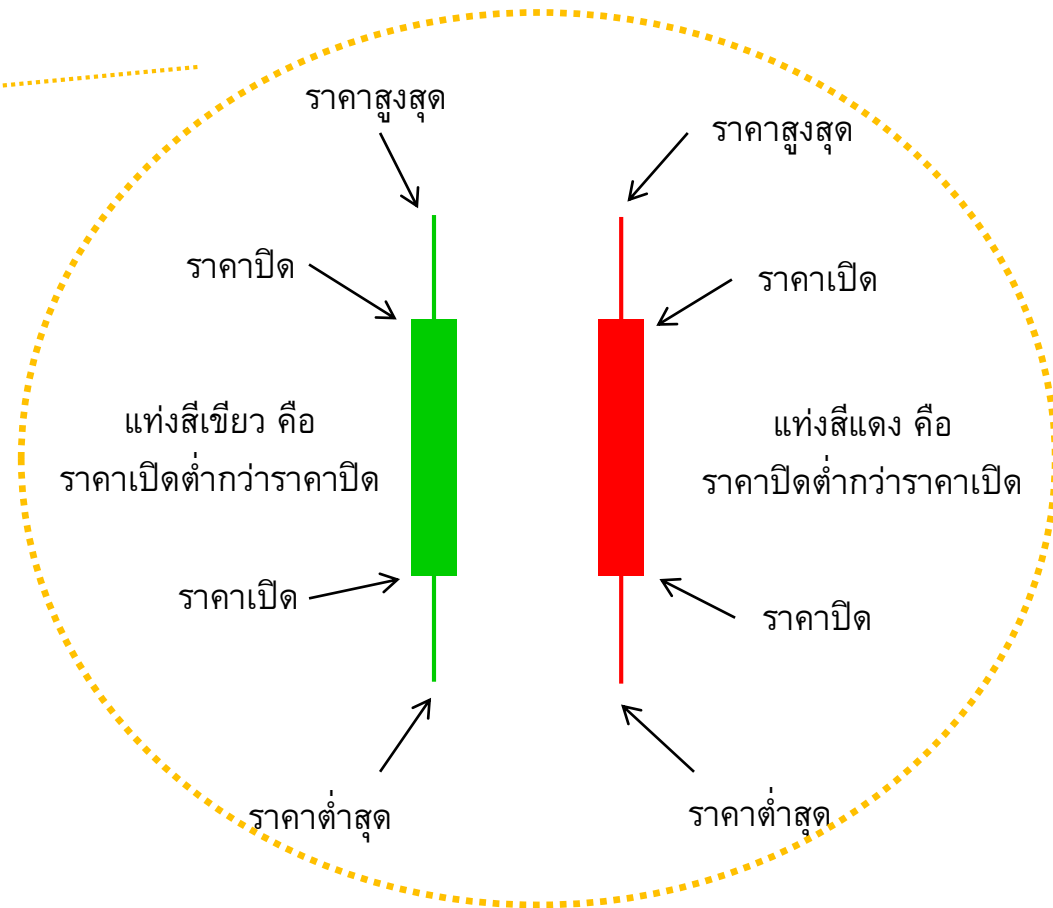 ราคาสูงสุด
ราคาสูงสุด
ราคาปิด
ราคาเปิด
แท่งสีเขียว คือ
ราคาเปิดต่ำกว่าราคาปิด
แท่งสีแดง คือ
ราคาปิดต่ำกว่าราคาเปิด
ราคาเปิด
ราคาปิด
ราคาต่ำสุด
ราคาต่ำสุด